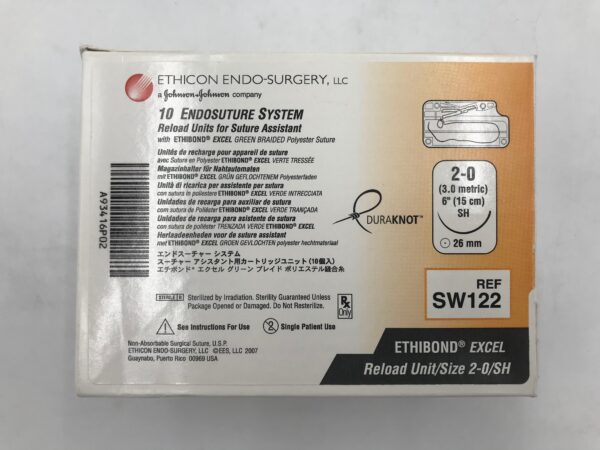 ETHICON ENDO-SURGERY, LLC
a Johnson & Johnson company
10 ENDOSUTURE SYSTEM
Reload Units for Suture Assistant
with ETHIBOND® EXCEL GREEN BRAIDED Polyester Suture
Unités de recharge pour appareil de suture
avec Suture en Polyester ETHIBOND® EXCEL VERTE TRESSÉE
Magazinhalter für Nahtautomaten
mit ETHIBOND® EXCEL GRÜN GEFLOCHTENEM Polyesterfaden
Unità di ricarica per assistente per sutura
con sutura in poliestere ETHIBOND® EXCEL VERDE INTRECCIATA
Unidades de recarga para auxiliar de sutura
com sutura de Poliéster ETHIBOND® EXCEL VERDE TRANÇADA
Unidades de recarga para asistente de sutura
con sutura de poliéster TRENZADA VERDE ETHIBOND® EXCEL
Herlaadeenheden voor de suture assistant
met ETHIBOND® EXCEL GROEN GEVLOCHTEN polyester hechtmateriaal
エンドスーチャー システム
スーチャー アシスタント用カートリッジユニット (10個入)
エチボンド® エクセル グリーン ブレイド ポリエステル縫合糸
A93416P02
DURAKNOT™
2-0
(3.0 metric)
6" (15 cm)
SH
26 mm
REF
SW122
STERILE R
Sterilized by Irradiation. Sterility Guaranteed Unless
Package Opened or Damaged. Do Not Resterilize.
Rx
Only
See Instructions For Use
2
Single Patient Use
Non-Absorbable Surgical Suture, U.S.P.
ETHICON ENDO-SURGERY, LLC ©EES, LLC 2007
Guaynabo, Puerto Rico 00969 USA
ETHIBOND® EXCEL
Reload Unit/Size 2-0/SH